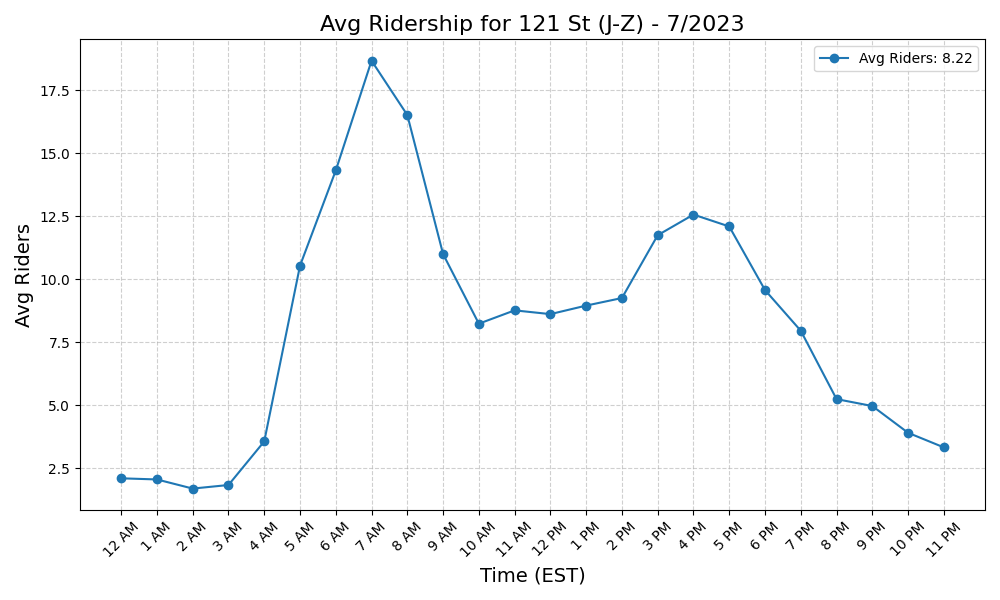 Avg Ridership for 121 St (J-Z) - 7/2023
Avg Riders: 8.22
Avg Riders
17.5
15.0
12.5
10.0
7.5
5.0
2.5
12 AM 1 AM 2 AM 3 AM 4 AM 5 AM 6 AM 7 AM 8 AM 9 AM 10 AM 11 AM 12 PM 1 PM 2 PM 3 PM 4 PM 5 PM 6 PM 7 PM 8 PM 9 PM 10 PM 11 PM
Time (EST)